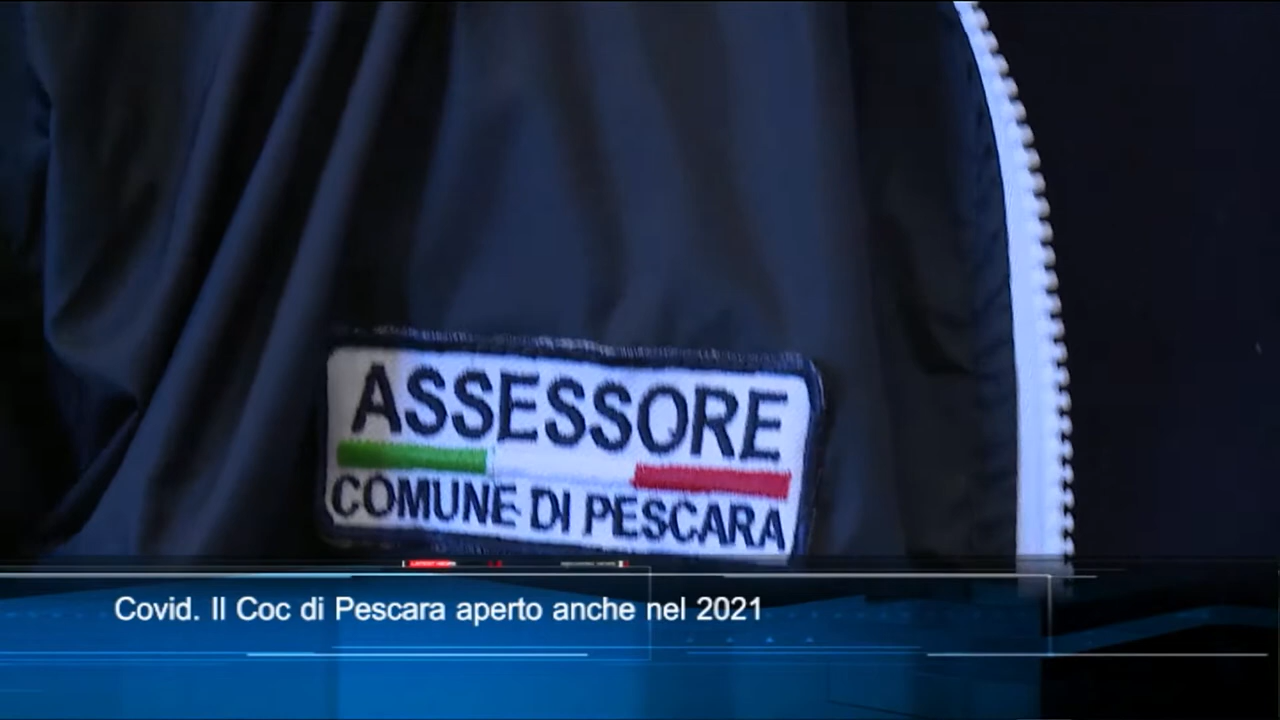 ASSESSORE
COMUNE DI PESCARA
Covid. Il Coc di Pescara aperto anche nel 2021